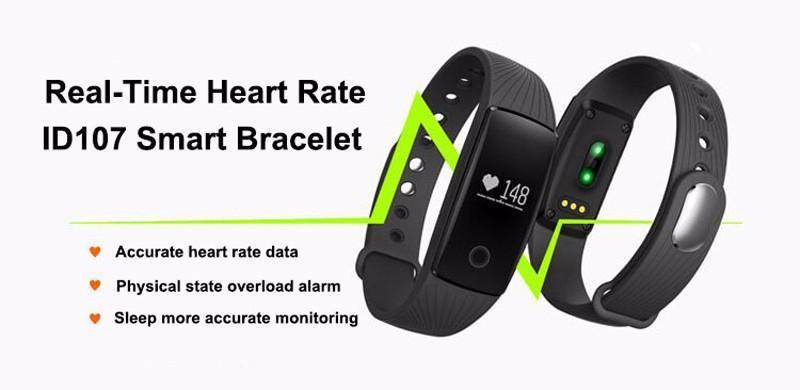 Real-Time Heart Rate
ID107 Smart Bracelet
148
Accurate heart rate data
Physical state overload alarm
Sleep more accurate monitoring